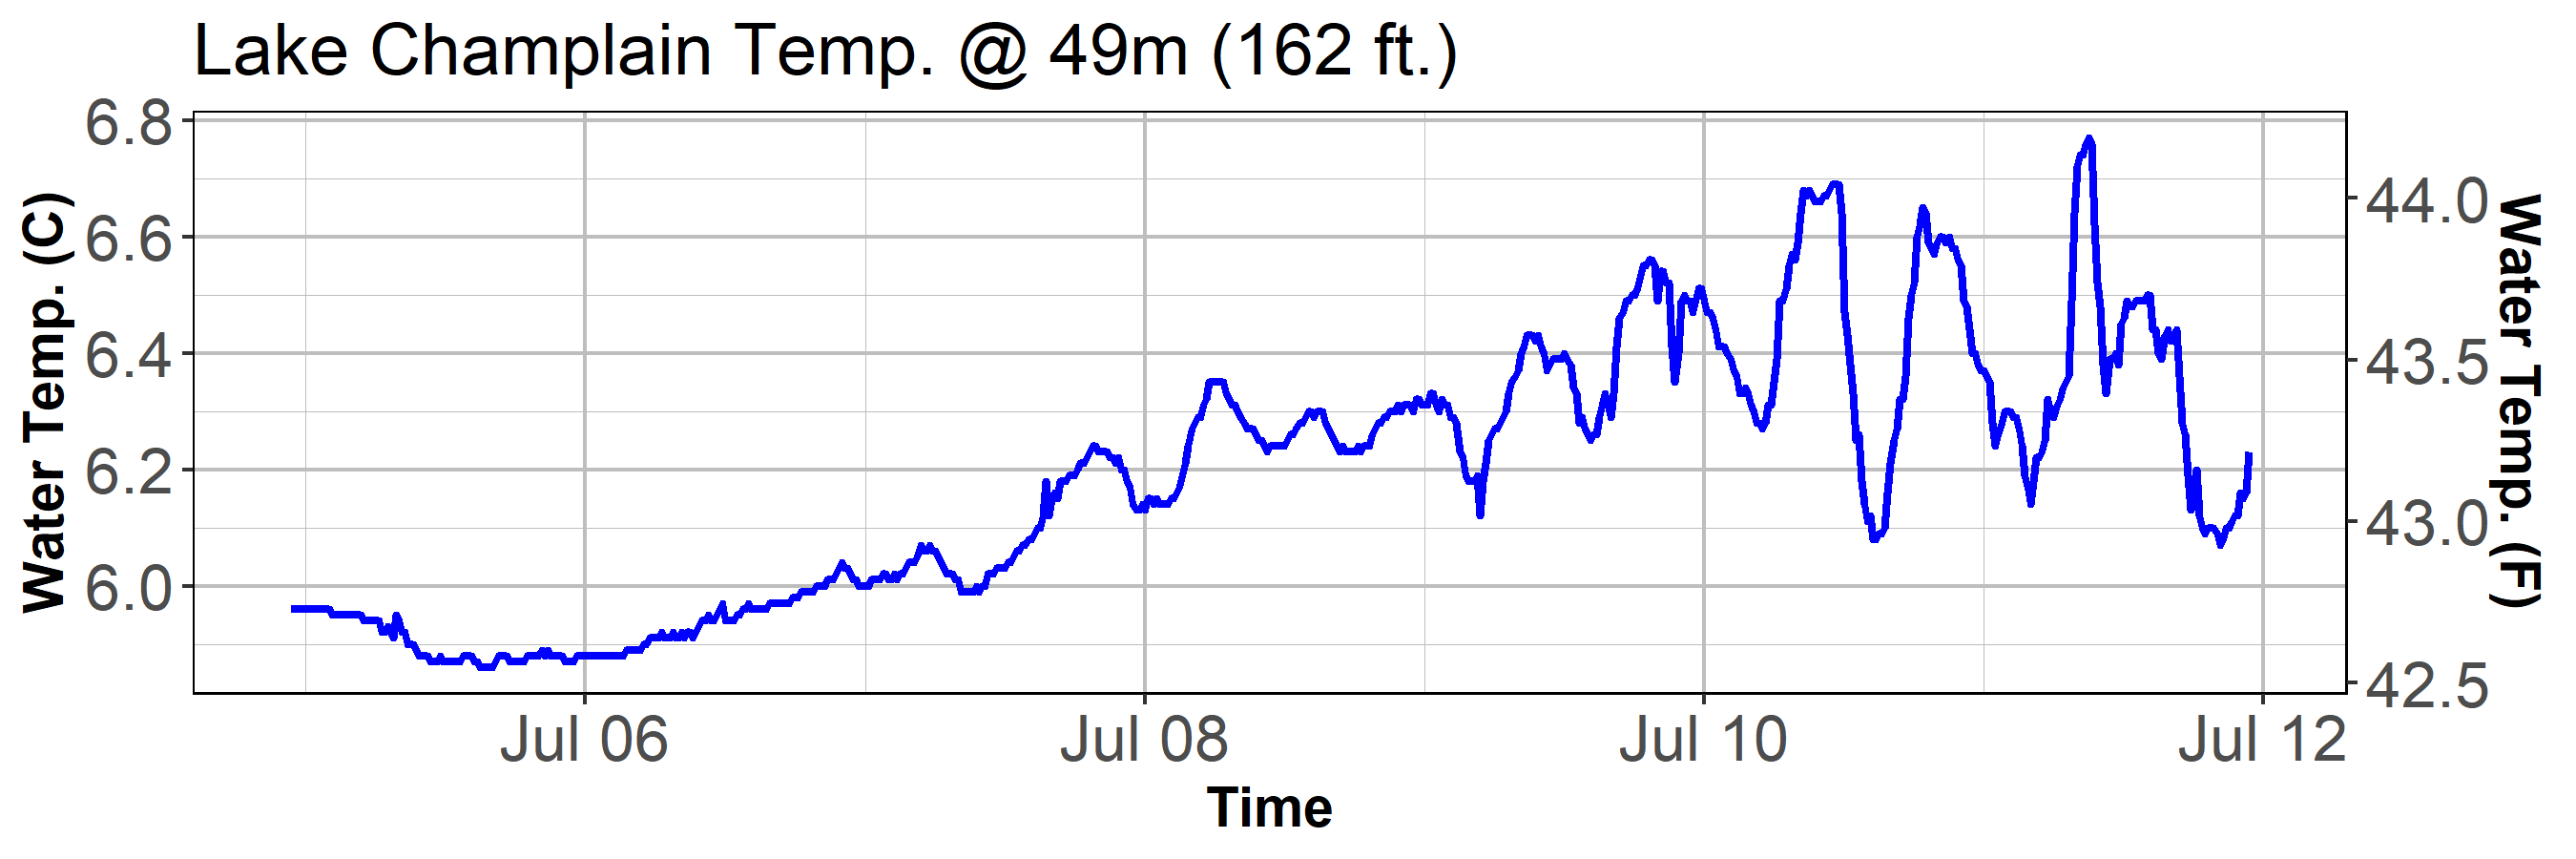 Lake Champlain Temp. @ 49m (162 ft.)
Water Temp. (C)
6.8
6.6
6.4
6.2
6.0
44.0
43.5
43.0
42.5
Water Temp. (F)
Jul 06 Jul 08 Jul 10 Jul 12
Time